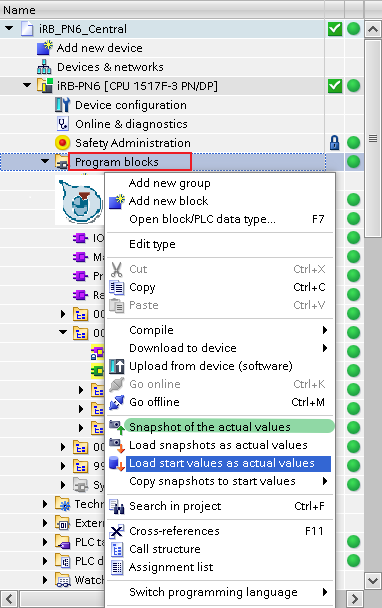 Name
iRB_PN6_Central
Add new device
Devices & networks
iRB-PN6 [CPU 1517F-3 PN/DP]
Device configuration
Online & diagnostics
Safety Administration
Program blocks
Add new group
Add new block
Open block/PLC data type... F7
Edit type
IO
Ma
Cut Ctrl+X
Copy Ctrl+C
Pr
Paste Ctrl+V
Ra
00
Compile
00
Download to device
Upload from device (software)
Go online Ctrl+K
Go offline Ctrl+M
Snapshot of the actual values
00
Load snapshots as actual values
99
Load start values as actual values
Sy
Copy snapshots to start values
Techn
Search in project Ctrl+F
Extern
Cross-references F11
PLC ta
Call structure
PLC d
Assignment list
Watch
Switch programming language